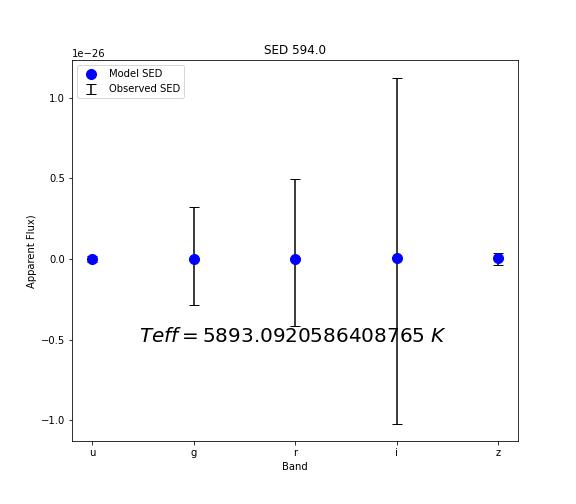 SED 594.0
1e−26
Model SED
Observed SED
1.0
0.5
0.0
−0.5
−1.0
Apparent Flux)
Teff = 5893.0920586408765 K
u g r i z
Band